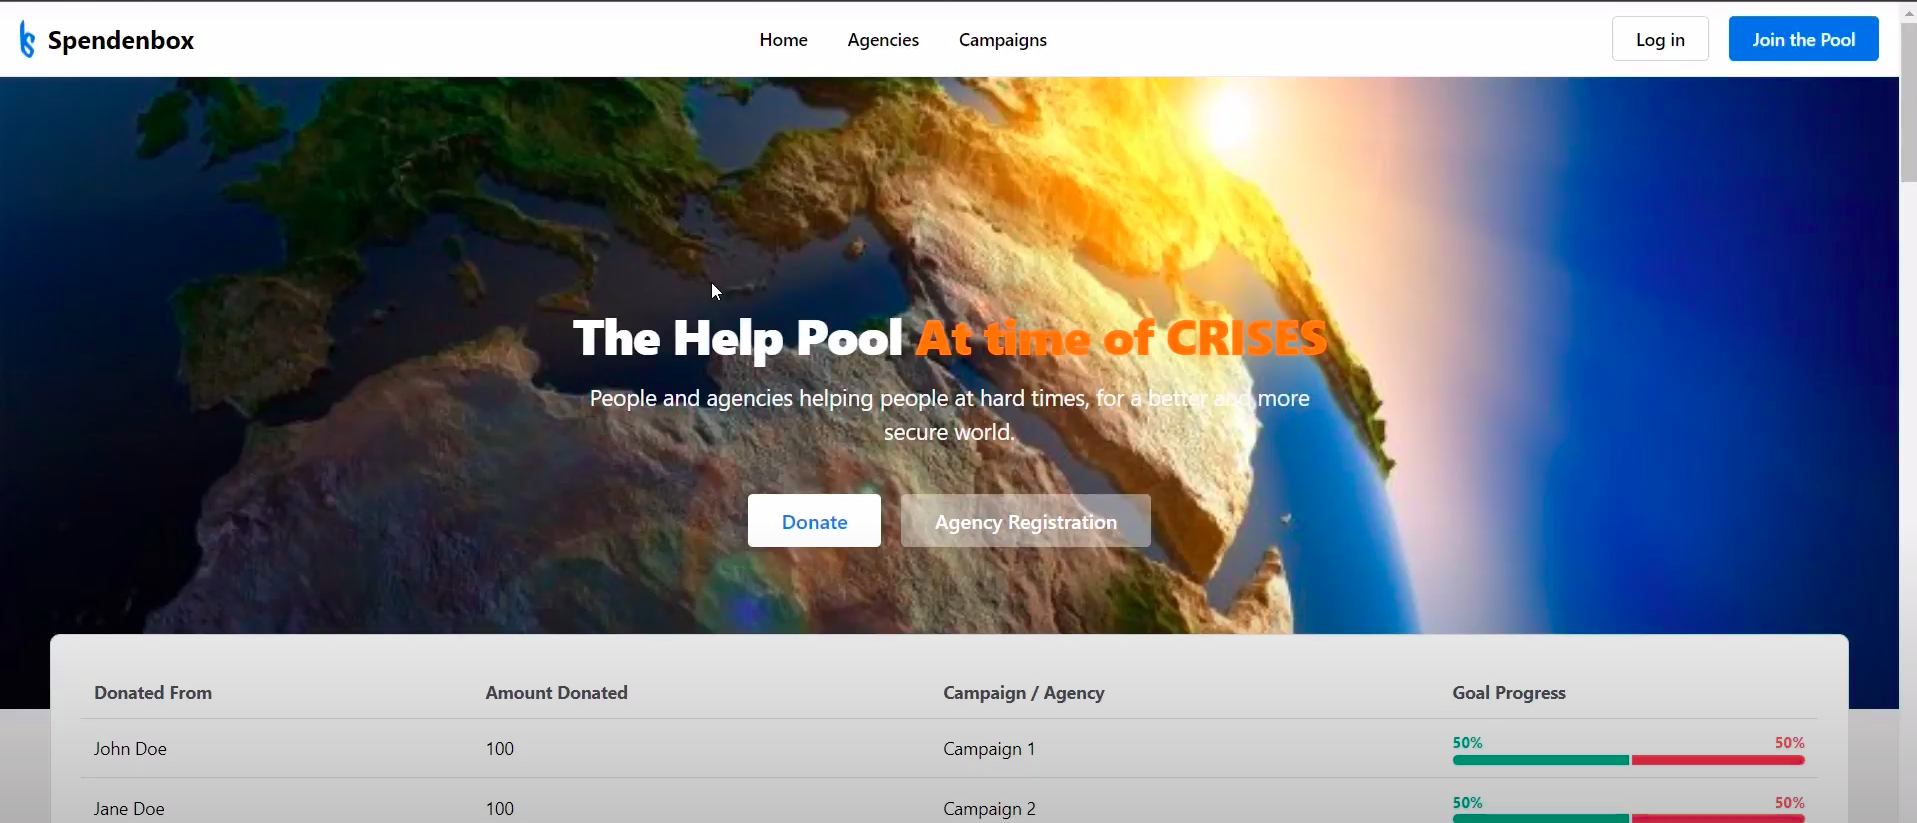 Spendenbox
Home Agencies Campaigns
Log in Join the Pool
The Help Pool At time of CRISES
People and agencies helping people at hard times, for a better and more
secure world.
Donate Agency Registration
Donated From Amount Donated Campaign / Agency Goal Progress
John Doe 100 Campaign 1 50% 50%
Jane Doe 100 Campaign 2 50% 50%